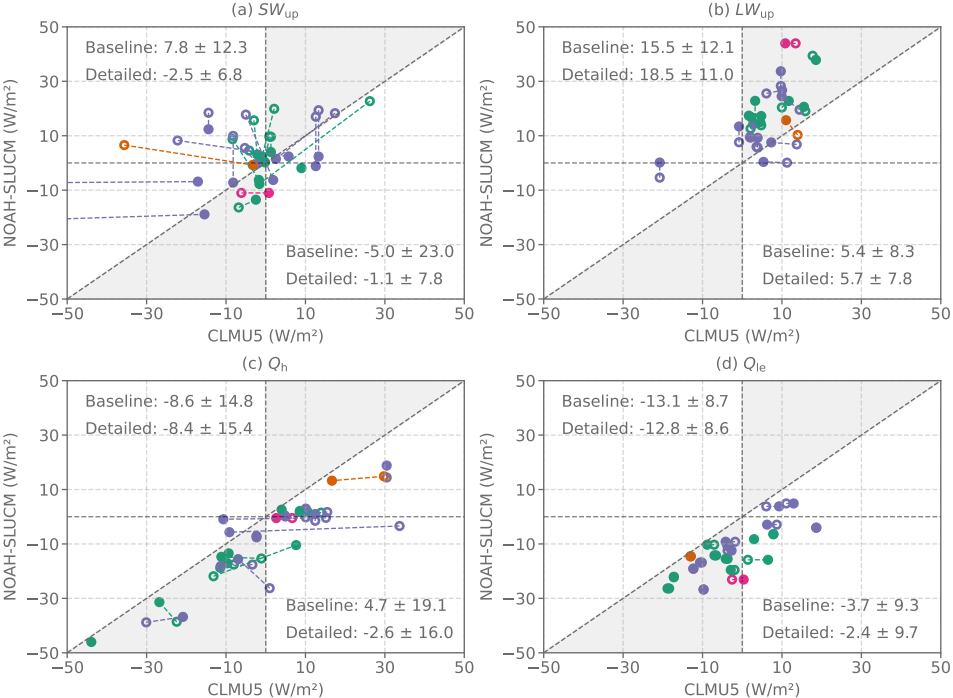 (a) SWup
(b) LWup
50
30
10
−10
−30
−50
NOAH-SLUCM (W/m²)
Baseline: 7.8 ± 12.3
Detailed: -2.5 ± 6.8
Baseline: -5.0 ± 23.0
Detailed: -1.1 ± 7.8
−50
−30
−10
10
30
50
CLMU5 (W/m²)
50
30
10
−10
−30
−50
NOAH-SLUCM (W/m²)
Baseline: 15.5 ± 12.1
Detailed: 18.5 ± 11.0
Baseline: 5.4 ± 8.3
Detailed: 5.7 ± 7.8
−50
−30
−10
10
30
50
CLMU5 (W/m²)
(c) Qh
(d) Qle
50
30
10
−10
−30
−50
NOAH-SLUCM (W/m²)
Baseline: -8.6 ± 14.8
Detailed: -8.4 ± 15.4
Baseline: 4.7 ± 19.1
Detailed: -2.6 ± 16.0
−50
−30
−10
10
30
50
CLMU5 (W/m²)
50
30
10
−10
−30
−50
NOAH-SLUCM (W/m²)
Baseline: -13.1 ± 8.7
Detailed: -12.8 ± 8.6
Baseline: -3.7 ± 9.3
Detailed: -2.4 ± 9.7
−50
−30
−10
10
30
50
CLMU5 (W/m²)